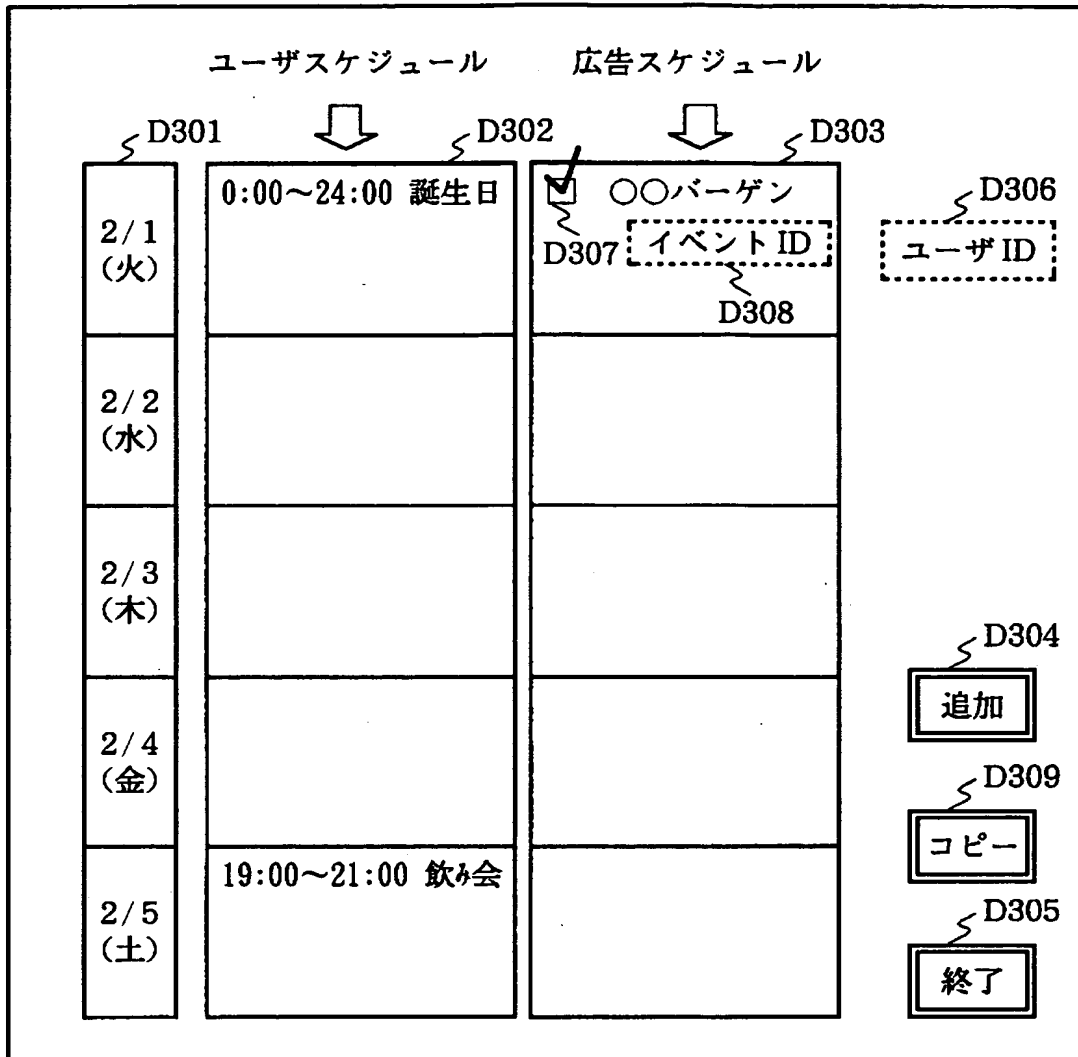 ユーザスケジュール 広告スケジュール
D301 D302 D303
0:00～24:00 誕生日 ○○バーゲン
D306
2/1
(火)
D307 イベントID ユーザID
D308
2/2
(水)
2/3
(木)
D304
追加
2/4
(金)
D309
コピー
19:00～21:00 飲み会
2/5
(土)
D305
終了